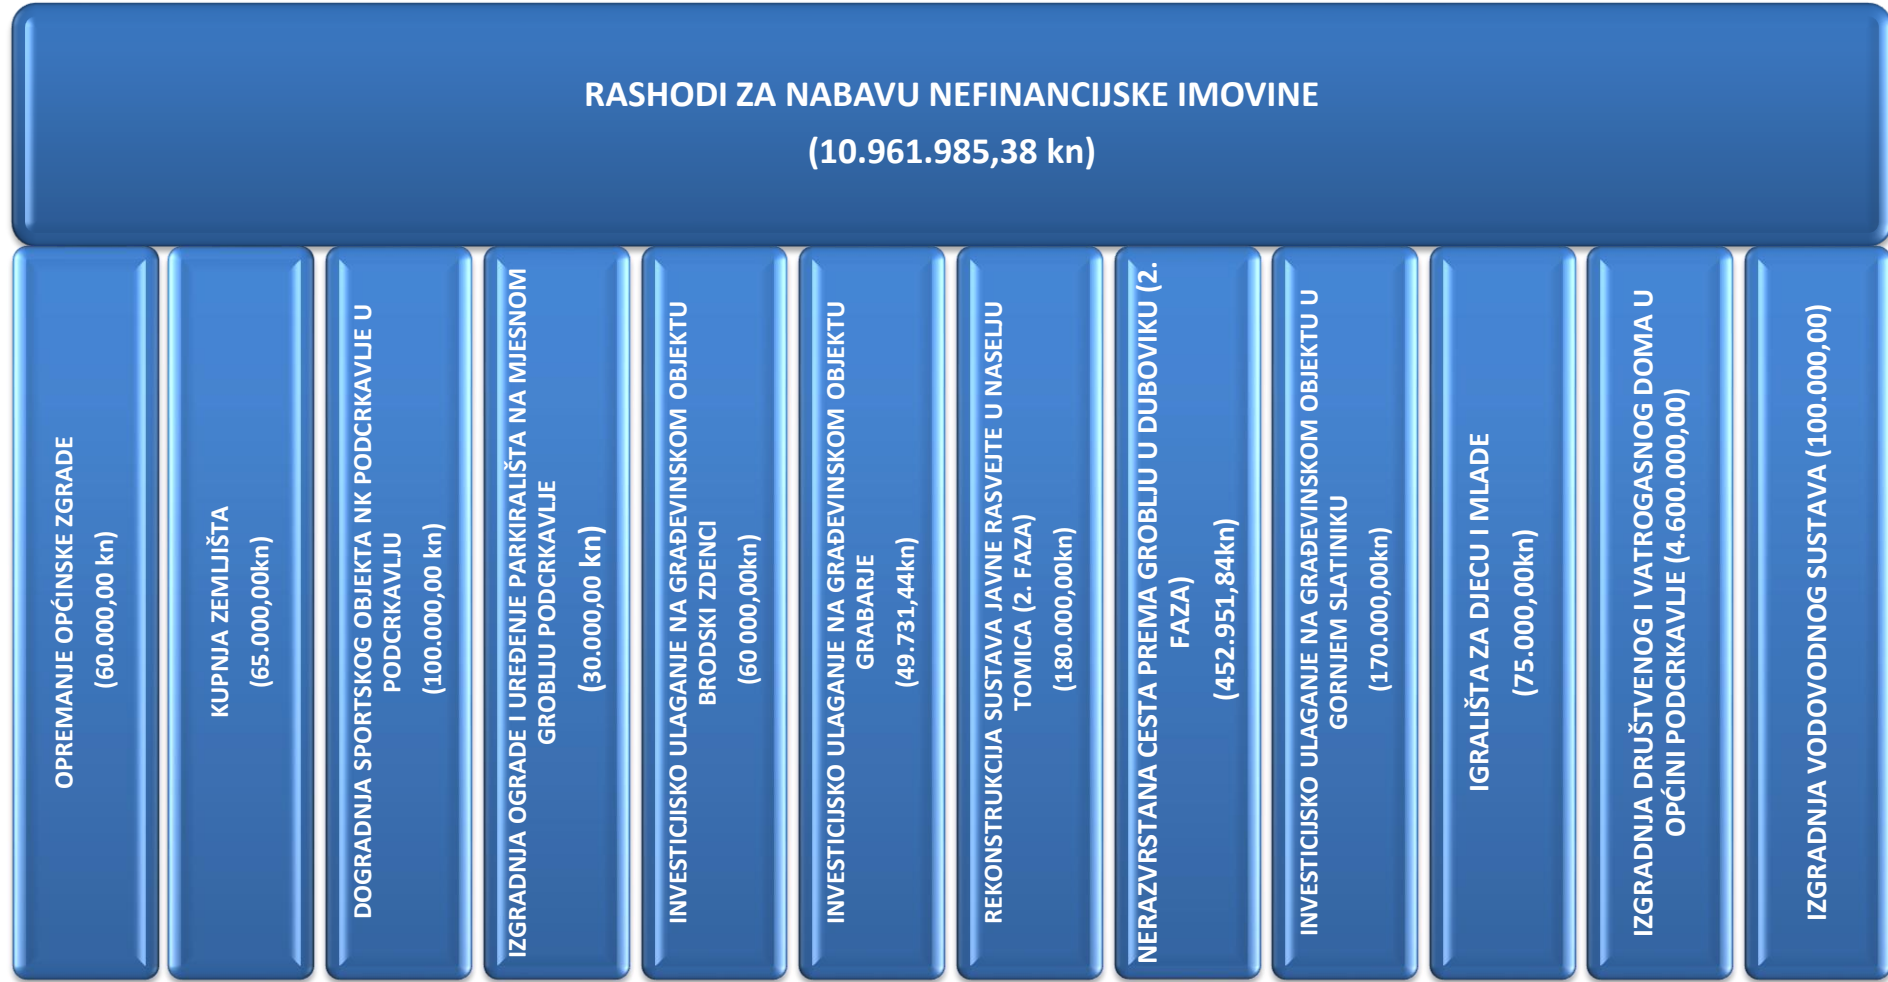 RASHODI ZA NABAVU NEFINANCIJSKE IMOVINE
(10.961.985,38 kn)
OPREMANJE OPĆINSKE ZGRADE
(60.000,00 kn)
KUPNJA ZEMLJIŠTA
(65.000,00kn)
DOGRADNJA SPORTSKOG OBJEKTA NK PODCRKAVLJE U
PODCRKAVLJU
(100.000,00 kn)
IZGRADNJA OGRADE I UREĐENJE PARKIRALIŠTA NA MJESNOM
GROBLJU PODCRKAVLJE
(30.000,00 kn)
INVESTICJISKO ULAGANJE NA GRAĐEVINSKOM OBJEKTU
BRODSKI ZDENCI
(60 000,00kn)
INVESTICIJSKO ULAGANJE NA GRAĐEVINSKOM OBJEKTU
GRABARJE
(49.731,44kn)
REKONSTRUKCIJA SUSTAVA JAVNE RASVJETE U NASELJU
TOMICA (2. FAZA)
(180.000,00kn)
NERAZVRSTANA CESTA PREMA GROBLJU U DUBOVIKU (2.
FAZA)
(452.951,84kn)
INVESTICIJSKO ULAGANJE NA GRAĐEVINSKOM OBJEKTU U
GORNJEM SLATINIKU
(170.000,00kn)
IGRALIŠTA ZA DJECU I MLADE
(75.000,00kn)
IZGRADNJA DRUŠTVENOG I VATROGASNOG DOMA U
OPĆINI PODCRKAVLJE (4.600.000,00)
IZGRADNJA VODOVODNOG SUSTAVA (100.000,00)